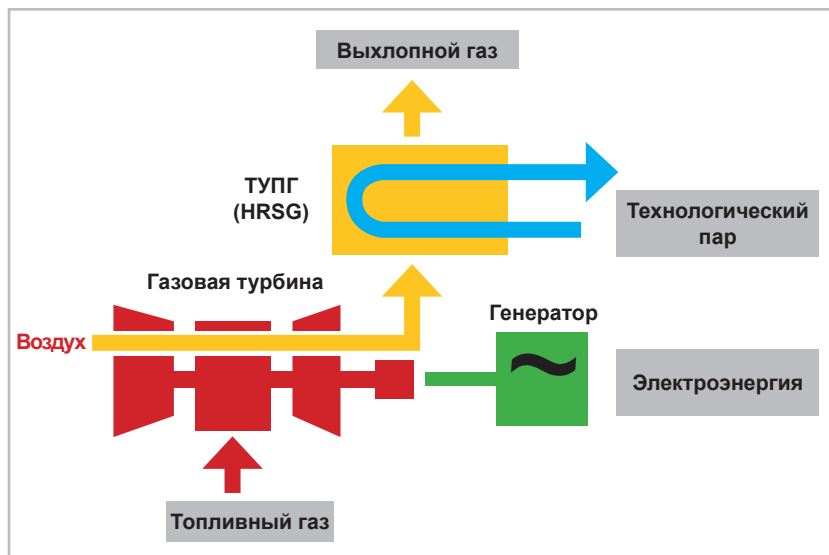 Выхлопной газ
ТУПГ
(HRSG)
Технологический
пар
Газовая турбина
Генератор
Воздух
~
Электроэнергия
Топливный газ